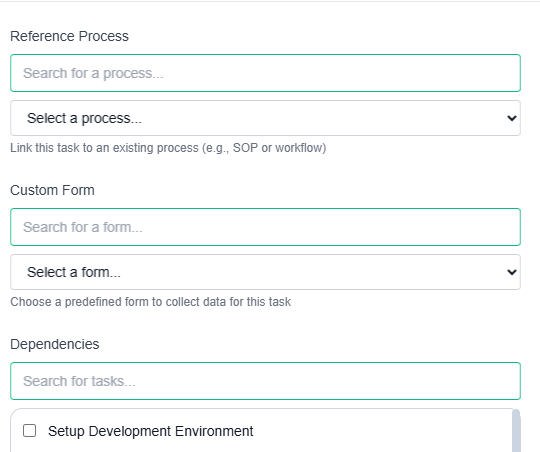 Reference Process
Search for a process...
Select a process...
Link this task to an existing process (e.g., SOP or workflow)
Custom Form
Search for a form...
Select a form...
Choose a predefined form to collect data for this task
Dependencies
Search for tasks...
Setup Development Environment